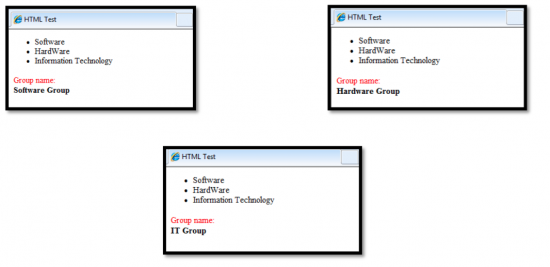 HTML Test
Software
HardWare
Information Technology
Group name:
Software Group
HTML Test
Software
HardWare
Information Technology
Group name:
Hardware Group
HTML Test
Software
HardWare
Information Technology
Group name:
IT Group